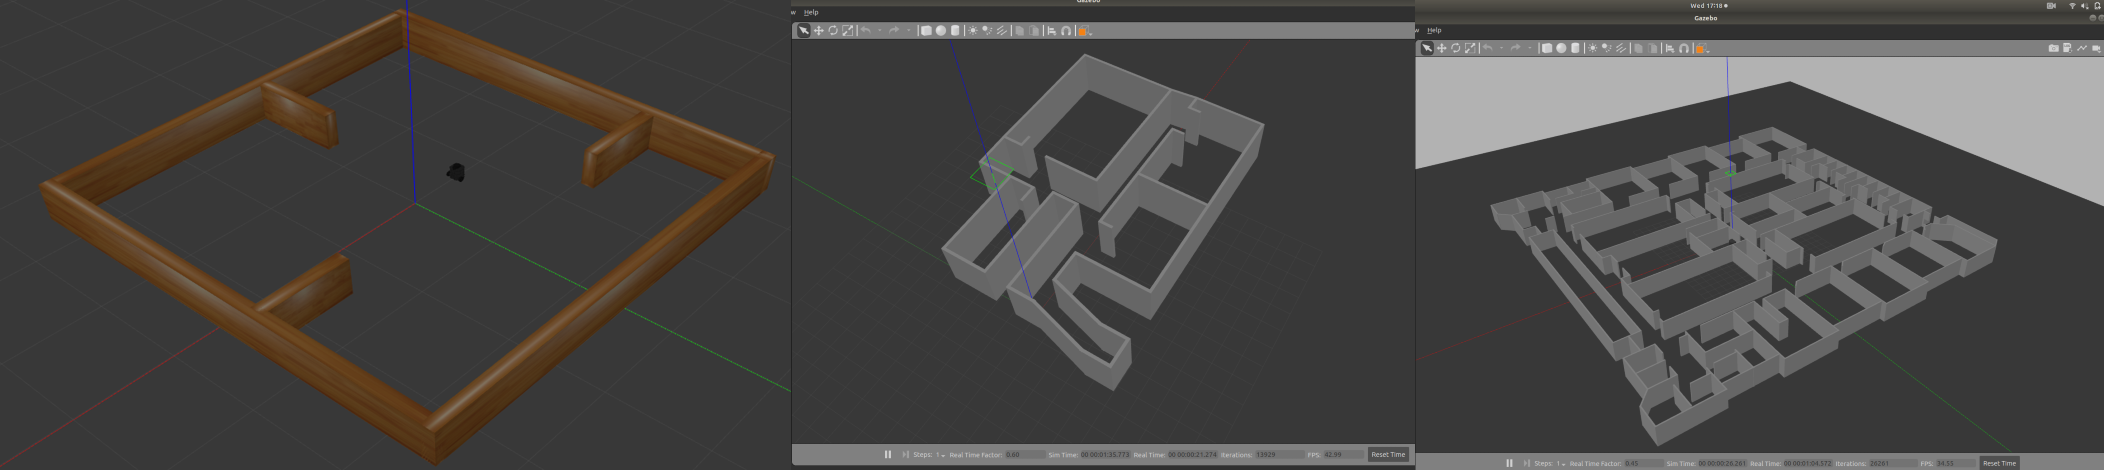 Gazebo
w Help
Steps: 1 Real Time Factor: 0.60 Sim Time: 00 00:01:35.773 Real Time: 00 00:00:21.274 Iterations: 13929 FPS: 42.99 Reset Time
Wed 17:18
Gazebo
w Help
Steps: 1 Real Time Factor: 0.45 Sim Time: 00 00:00:26.261 Real Time: 00 00:01:04.572 Iterations: 26261 FPS: 34.55 Reset Time